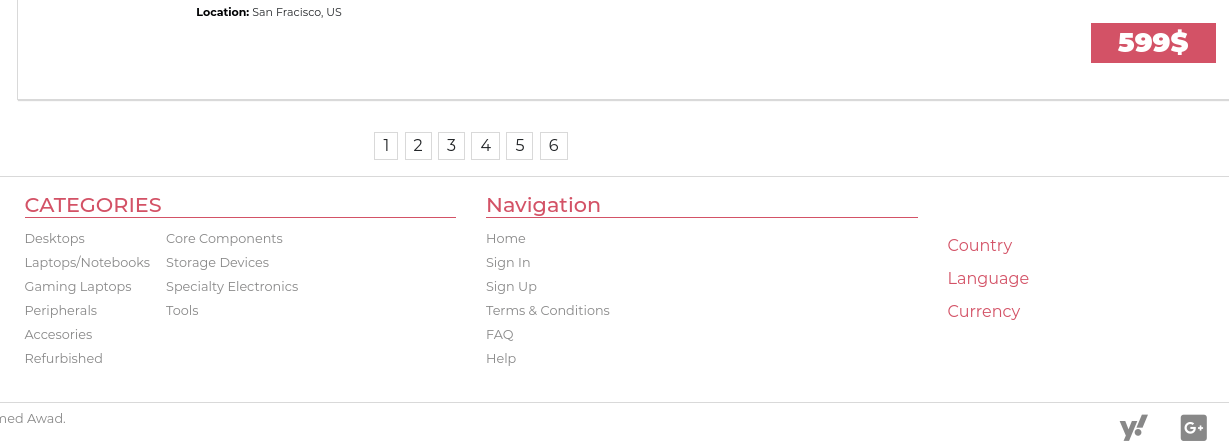 Location: San Fracisco, US
599$
1 2 3 4 5 6
CATEGORIES
Desktops
Laptops/Notebooks
Gaming Laptops
Peripherals
Accesories
Refurbished
Core Components
Storage Devices
Specialty Electronics
Tools
Navigation
Home
Sign In
Sign Up
Terms & Conditions
FAQ
Help
Country
Language
Currency
Awad.
y!
G+